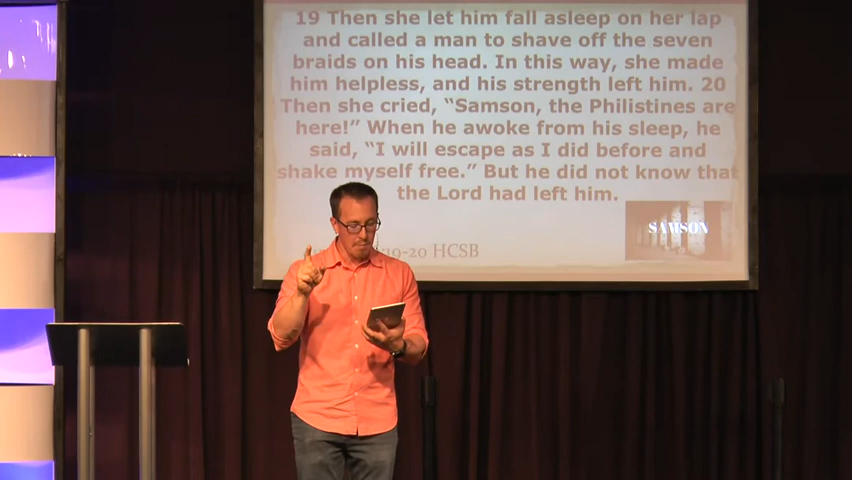 19 Then she let him fall asleep on her lap
and called a man to shave off the seven
braids on his head. In this way, she made
him helpless, and his strength left him. 20
Then she cried, “Samson, the Philistines are
here!” When he awoke from his sleep, he
said, “I will escape as I did before and
shake myself free.” But he did not know that
the Lord had left him.
SAMSON
:19-20 HCSB